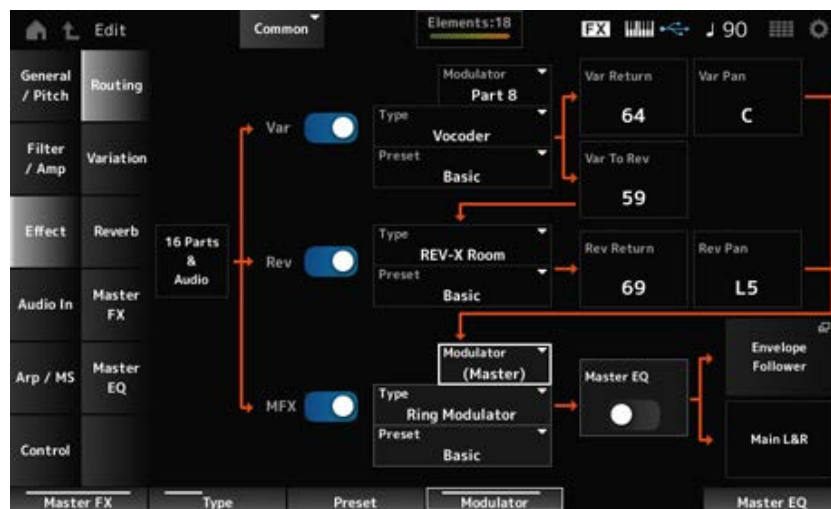 Edit
Common
Elements:18
FX
90
General
/ Pitch
Routing
Modulator
Part 8
Var Return
64
Var Pan
C
Var
Type
Vocoder
Filter
/ Amp
Variation
Preset
Basic
Var To Rev
59
Effect
Reverb
16 Parts
&
Audio
Rev
Type
REV-X Room
Rev Return
69
Rev Pan
L5
Audio In
Master
FX
Preset
Basic
Arp / MS
Master
EQ
Modulator
(Master)
Master EQ
Envelope
Follower
MFX
Type
Ring Modulator
Control
Preset
Basic
Main L&R
Master FX
Type
Preset
Modulator
Master EQ